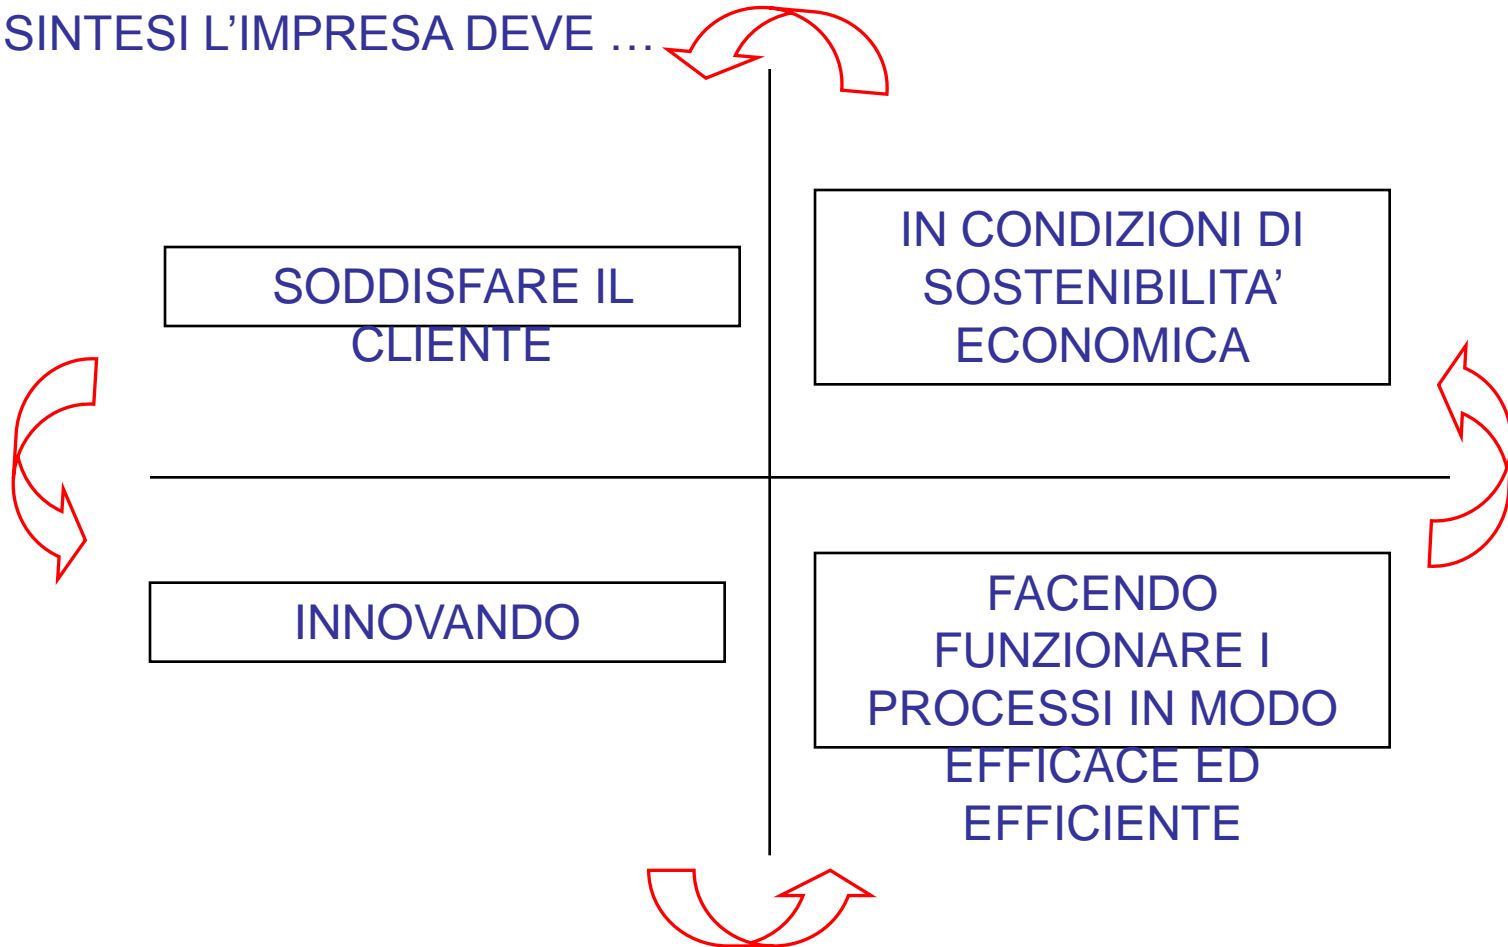 SINTESI L’IMPRESA DEVE …
SODDISFARE IL
CLIENTE
IN CONDIZIONI DI
SOSTENIBILITA’
ECONOMICA
INNOVANDO
FACENDO
FUNZIONARE I
PROCESSI IN MODO
EFFICACE ED
EFFICIENTE